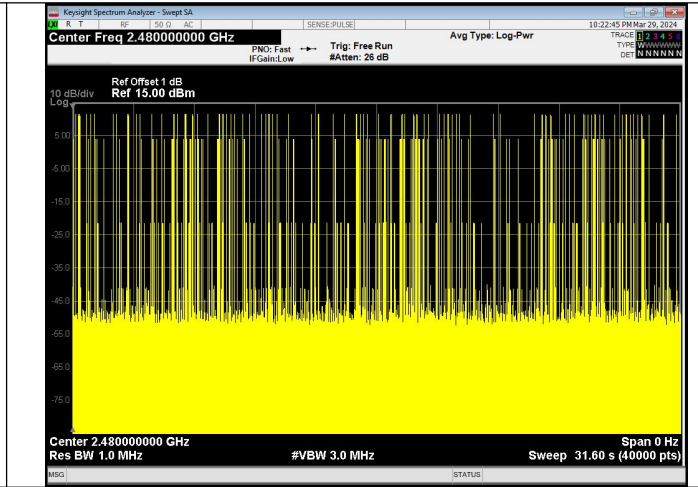 Keysight Spectrum Analyzer - Swept SA
R T RF 50 Ω AC SENSE:PULSE 10:22:45 PM Mar 29, 2024
Center Freq 2.480000000 GHz
PNO: Fast
IFGain:Low
Trig: Free Run
#Atten: 26 dB
Avg Type: Log-Pwr
TRACE 1 2 3 4 5 6
TYPE W
DET N N N N N N
Ref Offset 1 dB
10 dB/div Ref 15.00 dBm
Log
5.00
-5.00
-15.0
-25.0
-35.0
-45.0
-55.0
-65.0
-75.0
Center 2.480000000 GHz Span 0 Hz
Res BW 1.0 MHz #VBW 3.0 MHz Sweep 31.60 s (40000 pts)
MSG STATUS